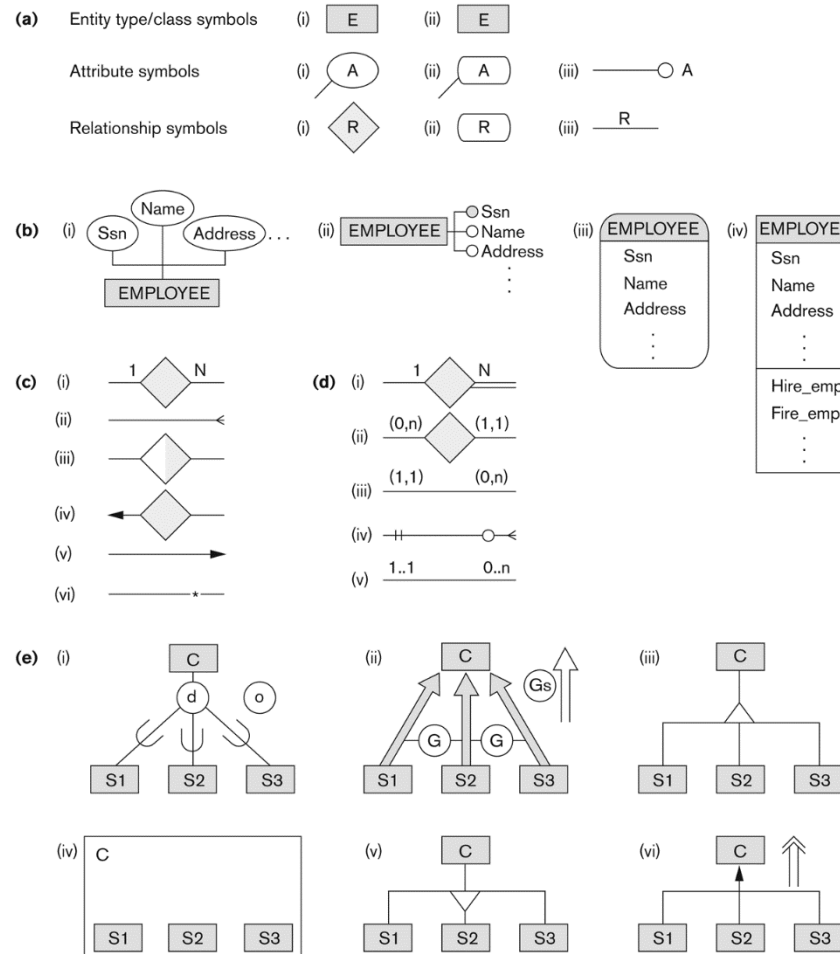 (a) Entity type/class symbols (i) E (ii) E
Attribute symbols (i) A (ii) A (iii) A
Relationship symbols (i) R (ii) R (iii) R
(b) (i) Ssn Name Address . . .
EMPLOYEE
(ii) EMPLOYEE Ssn
Name
Address
(iii) EMPLOYEE
Ssn
Name
Address
(iv) EMPLOYE
Ssn
Name
Address
Hire_emp
Fire_emp
(c) (i) 1 N
(ii)
(iii)
(iv)
(v)
(vi) *
(d) (i) 1 N
(ii) (0,n) (1,1)
(iii) (1,1) (0,n)
(iv)
(v) 1..1 0..n
(e) (i) C
d o
S1 S2 S3
(ii) C
Gs
G G
S1 S2 S3
(iii) C
S1 S2 S3
(iv) C
S1 S2 S3
(v) C
S1 S2 S3
(vi) C
S1 S2 S3